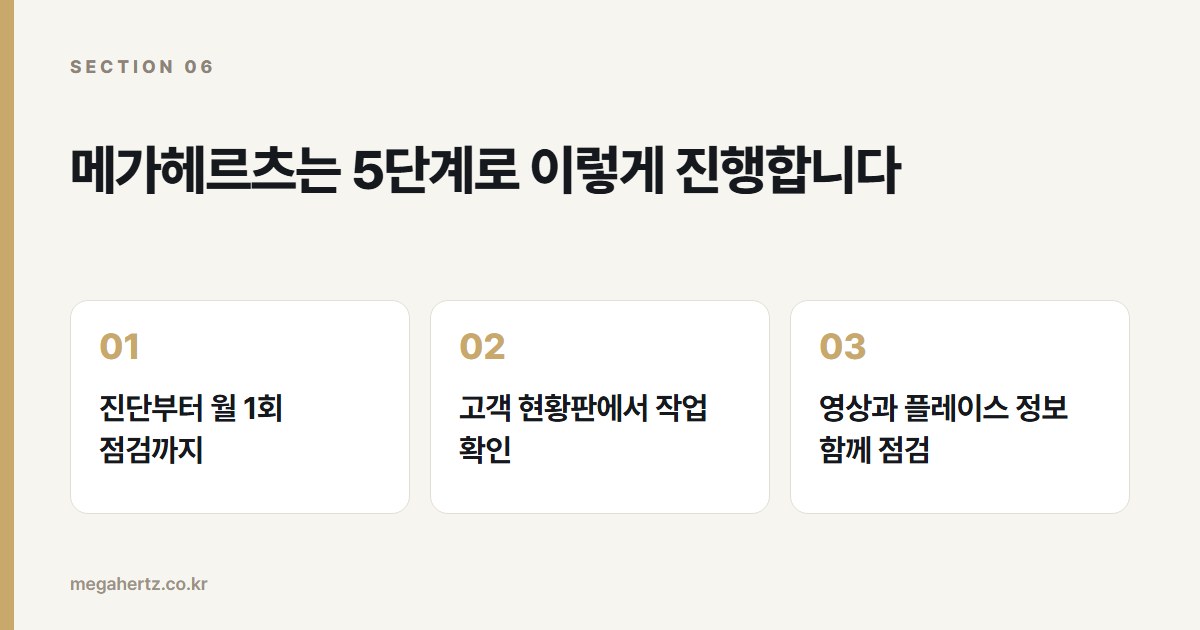 SECTION 06
메가헤르츠는 5단계로 이렇게 진행합니다
01
진단부터 월 1회
점검까지
02
고객 현황판에서 작업
확인
03
영상과 플레이스 정보
함께 점검
megahertz.co.kr